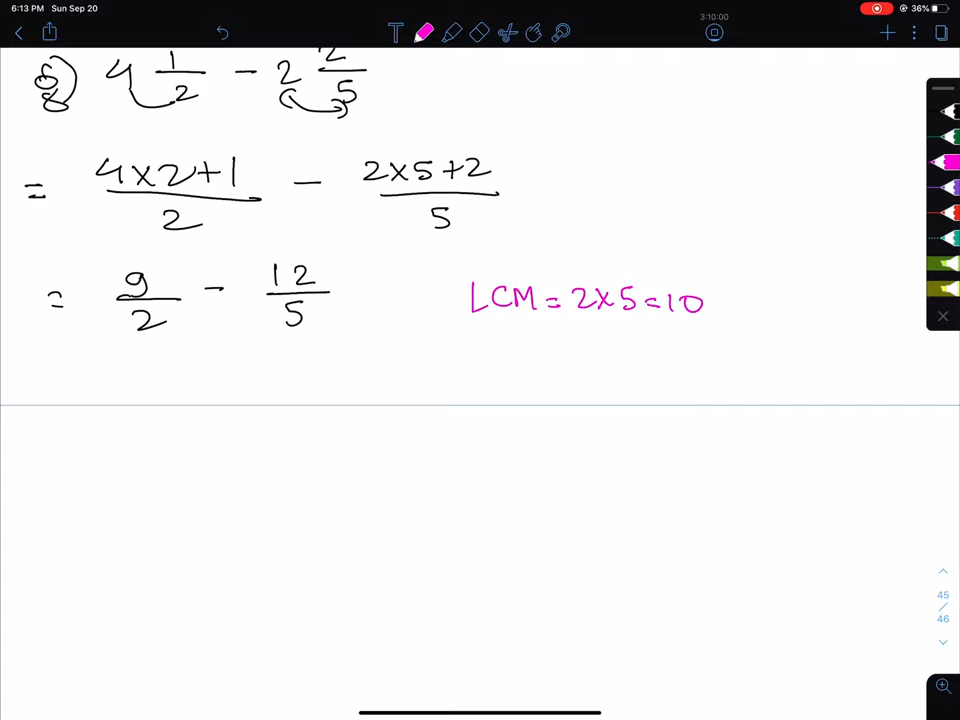 6:13 PM Sun Sep 20
3:10:00
36%
T
4 1/2 - 2 2/5
= 4x2+1/2 - 2x5+2/5
= 9/2 - 12/5 LCM = 2x5=10
45
/
46